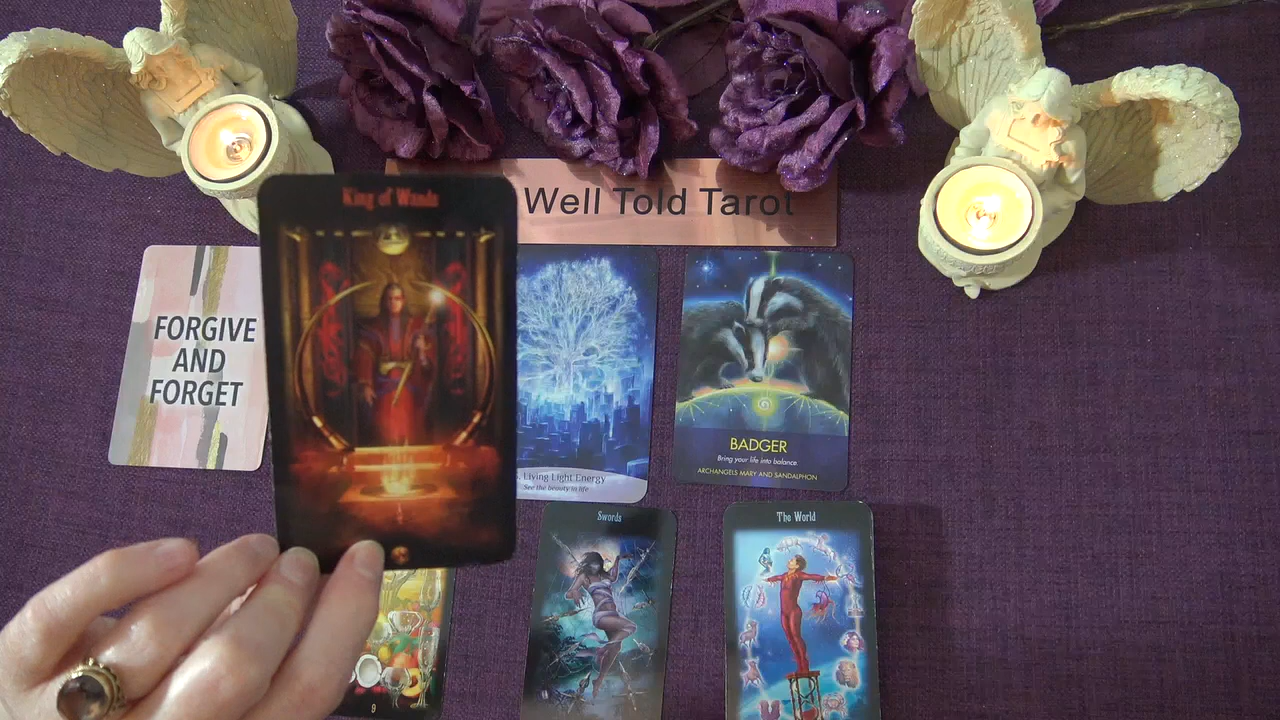 Well Told Tarot
King of Wands
7
FORGIVE
AND
FORGET
Living Light Energy
See the beauty in life
BADGER
Bring your life into balance.
ARCHANGELS MARY AND SANDALPHON
9
Swords
The World